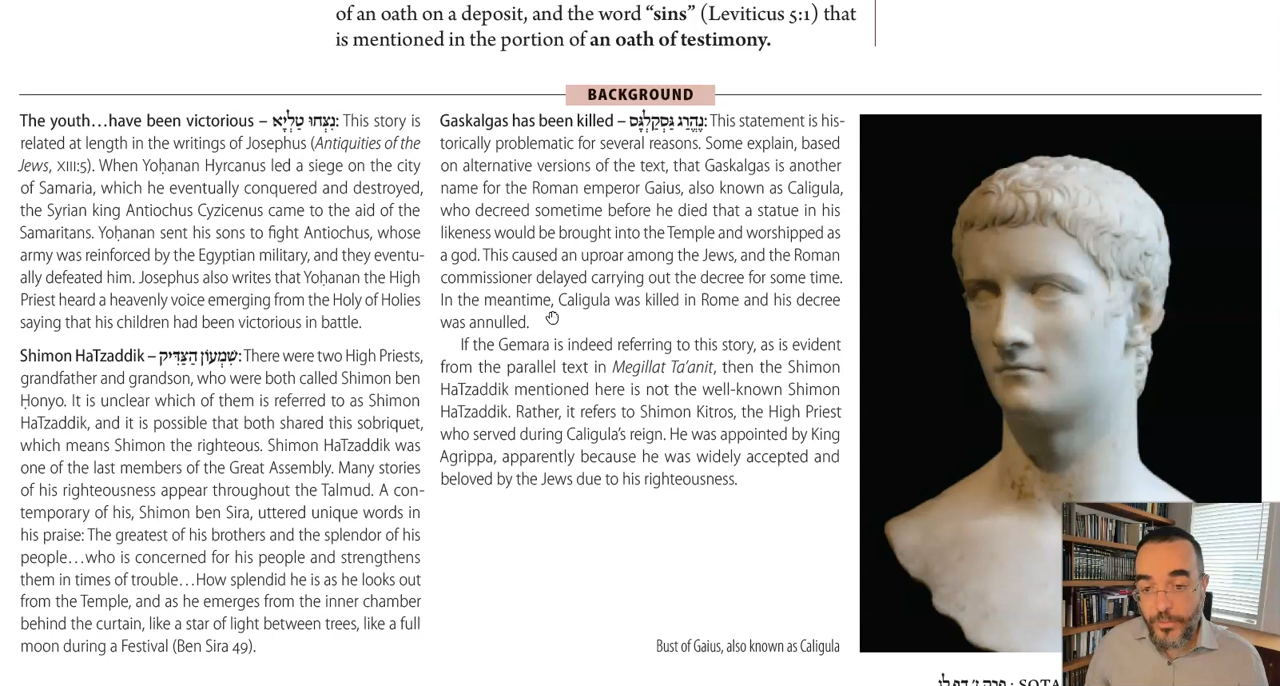 of an oath on a deposit, and the word “sins” (Leviticus 5:1) that
is mentioned in the portion of an oath of testimony.
BACKGROUND
The youth…have been victorious – נִצְחוּ טַלְיָא: This story is
related at length in the writings of Josephus (Antiquities of the
Jews, XIII:5). When Yoḥanan Hyrcanus led a siege on the city
of Samaria, which he eventually conquered and destroyed,
the Syrian king Antiochus Cyzicenus came to the aid of the
Samaritans. Yoḥanan sent his sons to fight Antiochus, whose
army was reinforced by the Egyptian military, and they eventu-
ally defeated him. Josephus also writes that Yoḥanan the High
Priest heard a heavenly voice emerging from the Holy of Holies
saying that his children had been victorious in battle.
Shimon HaTzaddik – שִׁמְעוֹן הַצַּדִּיק: There were two High Priests,
grandfather and grandson, who were both called Shimon ben
Ḥonyo. It is unclear which of them is referred to as Shimon
HaTzaddik, and it is possible that both shared this sobriquet,
which means Shimon the righteous. Shimon HaTzaddik was
one of the last members of the Great Assembly. Many stories
of his righteousness appear throughout the Talmud. A con-
temporary of his, Shimon ben Sira, uttered unique words in
his praise: The greatest of his brothers and the splendor of his
people…who is concerned for his people and strengthens
them in times of trouble…How splendid he is as he looks out
from the Temple, and as he emerges from the inner chamber
behind the curtain, like a star of light between trees, like a full
moon during a Festival (Ben Sira 49).
Gaskalgas has been killed – נֶהֱרַג גַּסְקַלְגָּס: This statement is his-
torically problematic for several reasons. Some explain, based
on alternative versions of the text, that Gaskalgas is another
name for the Roman emperor Gaius, also known as Caligula,
who decreed sometime before he died that a statue in his
likeness would be brought into the Temple and worshipped as
a god. This caused an uproar among the Jews, and the Roman
commissioner delayed carrying out the decree for some time.
In the meantime, Caligula was killed in Rome and his decree
was annulled.
If the Gemara is indeed referring to this story, as is evident
from the parallel text in Megillat Ta’anit, then the Shimon
HaTzaddik mentioned here is not the well-known Shimon
HaTzaddik. Rather, it refers to Shimon Kitros, the High Priest
who served during Caligula’s reign. He was appointed by King
Agrippa, apparently because he was widely accepted and
beloved by the Jews due to his righteousness.
Bust of Gaius, also known as Caligula
SOTA